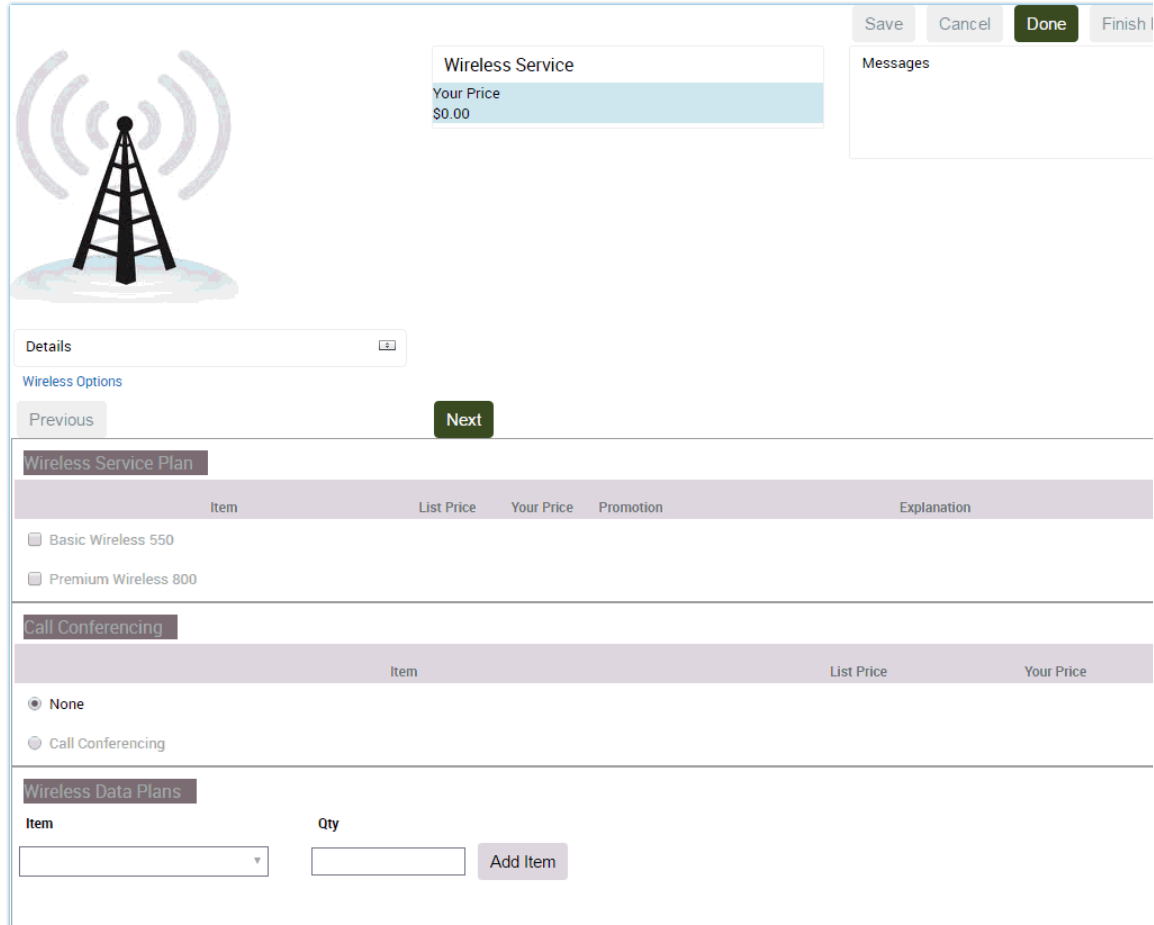 Save Cancel Done Finish
Wireless Service
Messages
Your Price
$0.00
Details
Wireless Options
Previous Next
Wireless Service Plan
Item List Price Your Price Promotion Explanation
Basic Wireless 550
Premium Wireless 800
Call Conferencing
Item List Price Your Price
None
Call Conferencing
Wireless Data Plans
Item Qty
Add Item